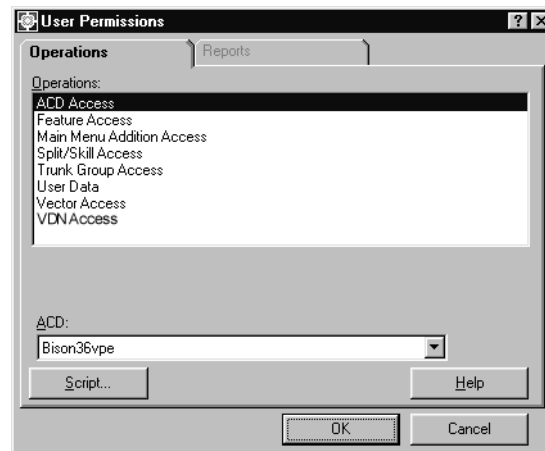 User Permissions
Operations
Reports
Operations:
ACD Access
Feature Access
Main Menu Addition Access
Split/Skill Access
Trunk Group Access
User Data
Vector Access
VDN Access
ACD:
Bison36vpe
Script...
Help
OK
Cancel